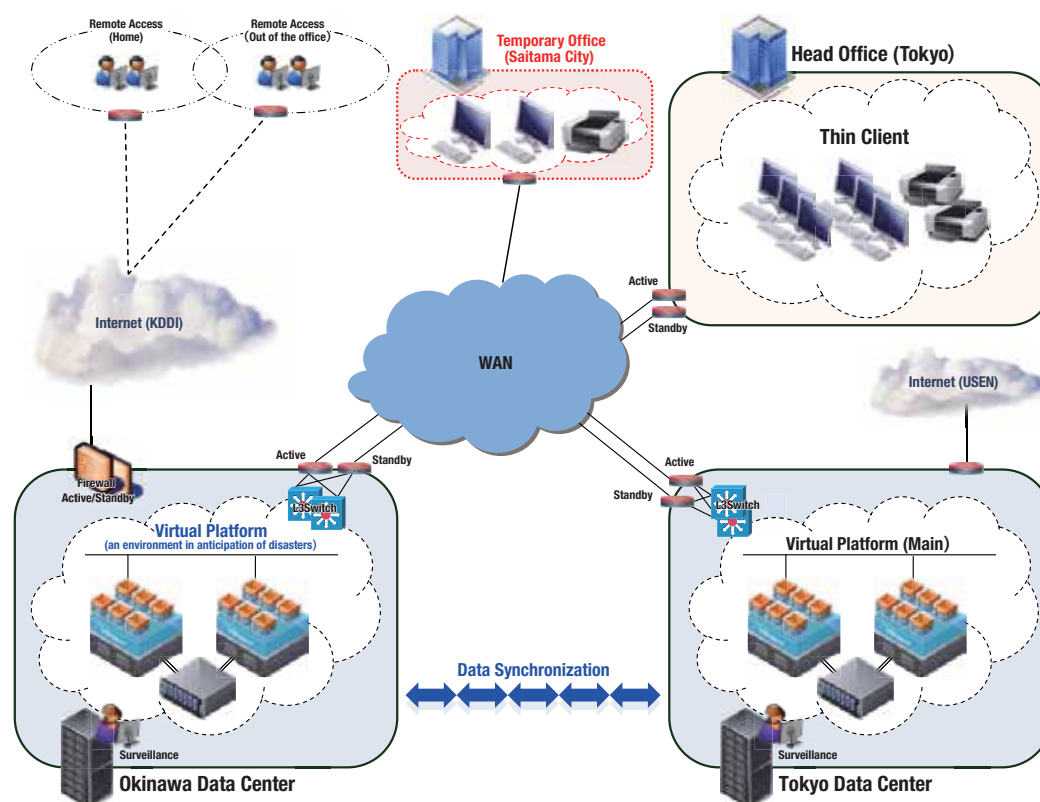 Remote Access
(Home)
Remote Access
(Out of the office)
Temporary Office
(Saitama City)
Head Office (Tokyo)
Thin Client
Internet (KDDI)
WAN
Active
Standby
Internet (USEN)
Firewall
Active/Standby
Active
Standby
L3Switch
Virtual Platform
(an environment in anticipation of disasters)
Active
Standby
L3Switch
Virtual Platform (Main)
Data Synchronization
Surveillance
Okinawa Data Center
Surveillance
Tokyo Data Center